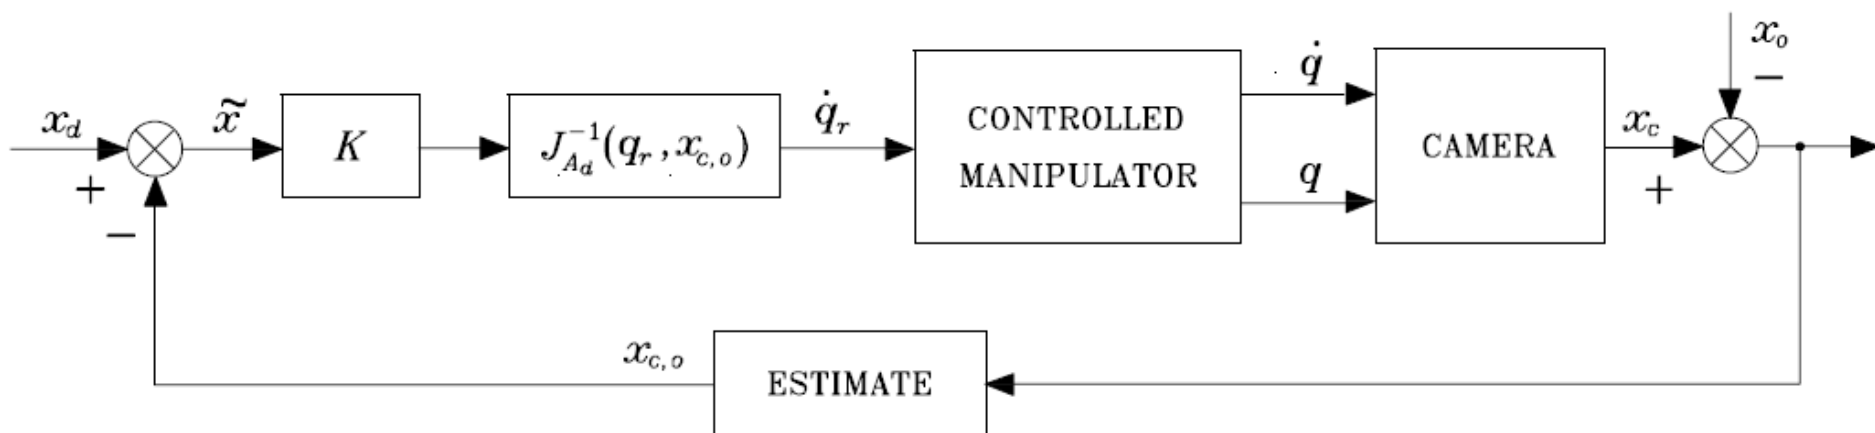 x_d
+
−
x̃
K
J_{A_d}^{-1}(q_r, x_{c,o})
q̇_r
CONTROLLED
MANIPULATOR
q̇
q
CAMERA
x_c
+
x_o
−
x_{c,o}
ESTIMATE